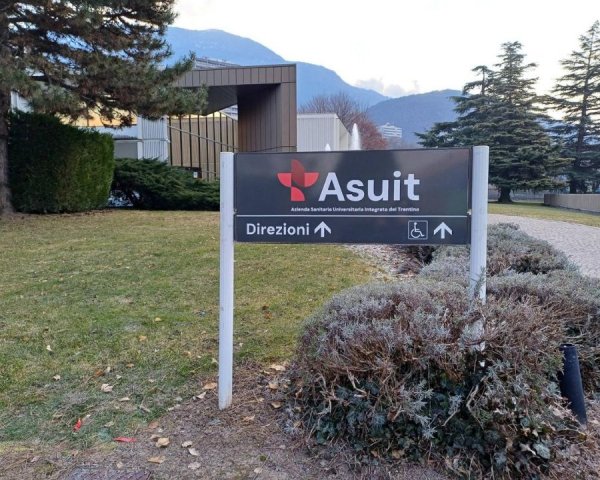 Asuit
Azienda Sanitaria Universitaria Integrata del Trentino
Direzioni